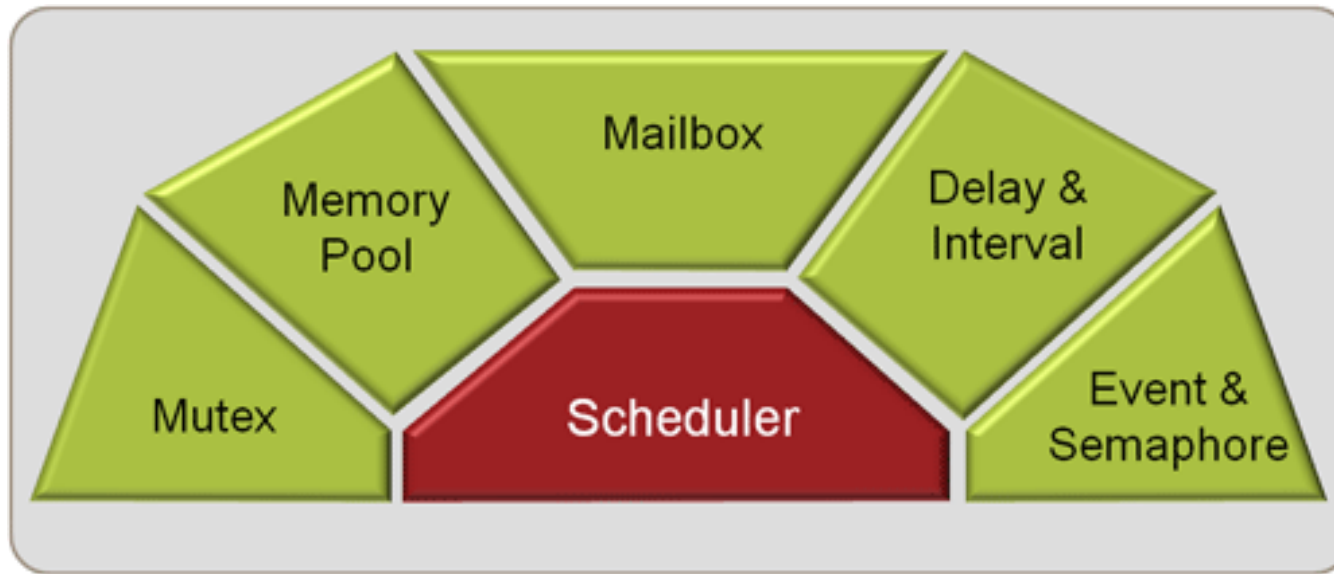 Mailbox
Memory
Pool
Delay &
Interval
Mutex
Scheduler
Event &
Semaphore